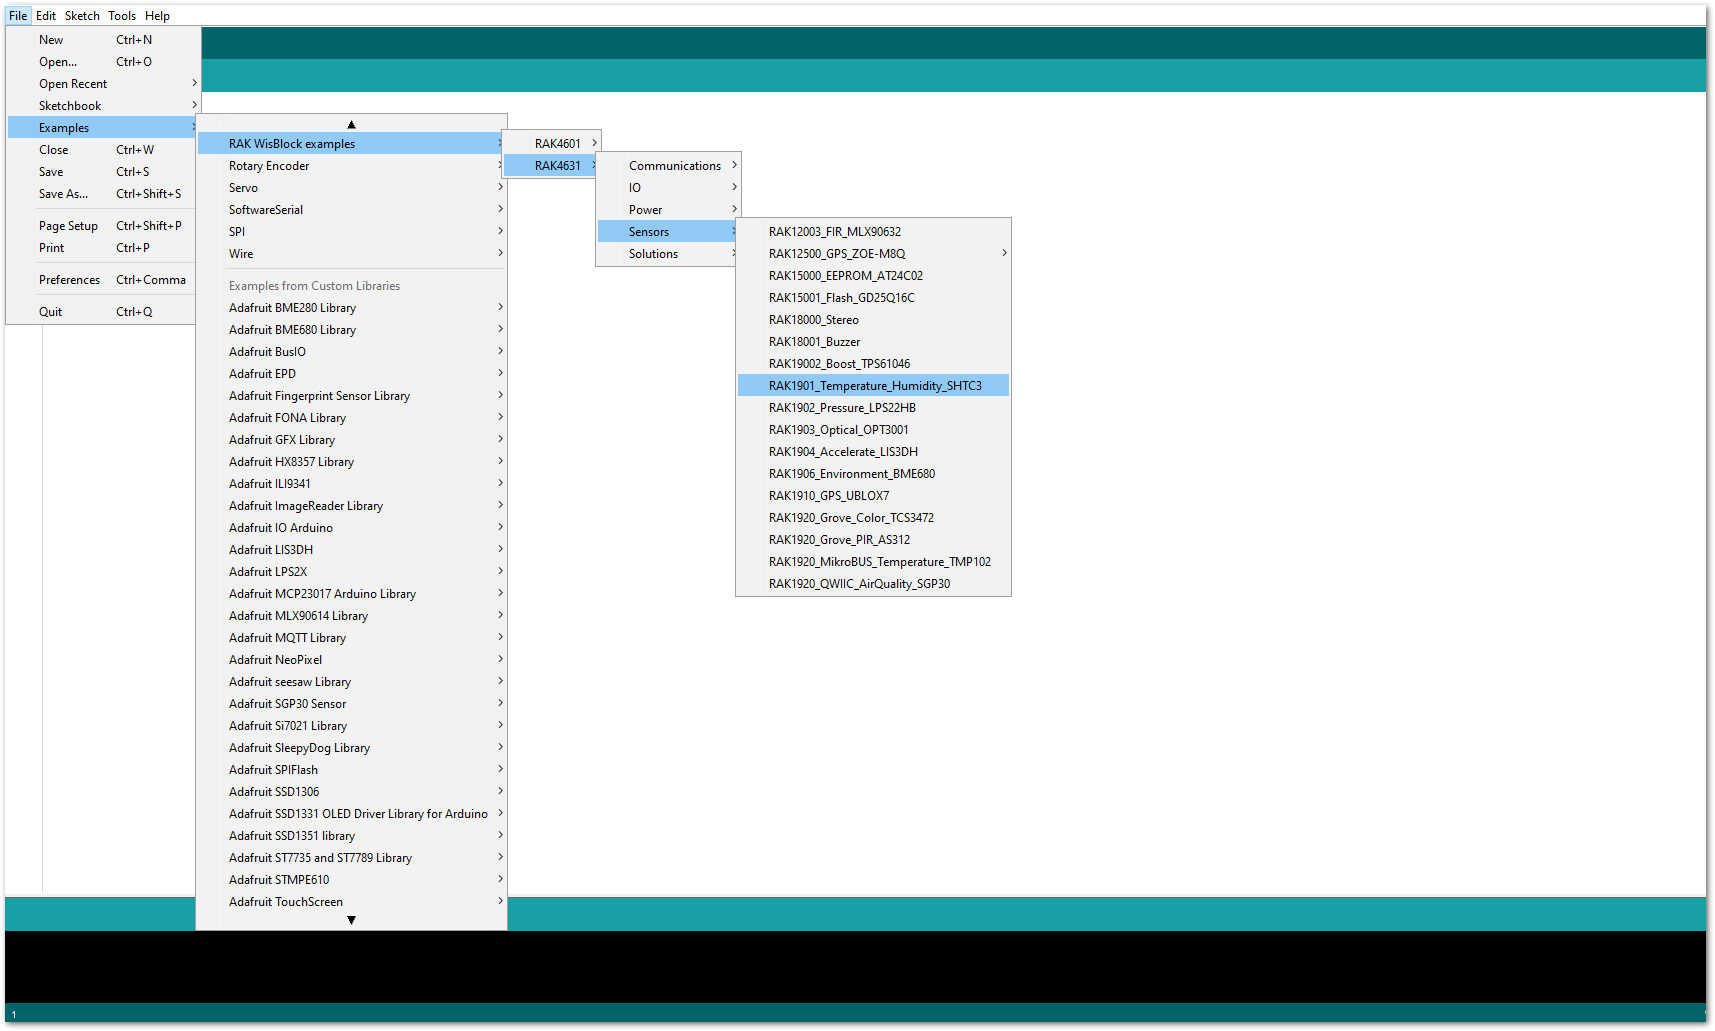 File Edit Sketch Tools Help
New Ctrl+N
Open... Ctrl+O
Open Recent
Sketchbook
Examples
Close Ctrl+W
Save Ctrl+S
Save As... Ctrl+Shift+S
Page Setup Ctrl+Shift+P
Print Ctrl+P
Preferences Ctrl+Comma
Quit Ctrl+Q
RAK WisBlock examples
Rotary Encoder
Servo
SoftwareSerial
SPI
Wire
Examples from Custom Libraries
Adafruit BME280 Library
Adafruit BME680 Library
Adafruit BusIO
Adafruit EPD
Adafruit Fingerprint Sensor Library
Adafruit FONA Library
Adafruit GFX Library
Adafruit HX8357 Library
Adafruit ILI9341
Adafruit ImageReader Library
Adafruit IO Arduino
Adafruit LIS3DH
Adafruit LPS2X
Adafruit MCP23017 Arduino Library
Adafruit MLX90614 Library
Adafruit MQTT Library
Adafruit NeoPixel
Adafruit seesaw Library
Adafruit SGP30 Sensor
Adafruit Si7021 Library
Adafruit SleepyDog Library
Adafruit SPIFlash
Adafruit SSD1306
Adafruit SSD1331 OLED Driver Library for Arduino
Adafruit SSD1351 library
Adafruit ST7735 and ST7789 Library
Adafruit STMPE610
Adafruit TouchScreen
RAK4601
RAK4631
Communications
IO
Power
Sensors
Solutions
RAK12003_FIR_MLX90632
RAK12500_GPS_ZOE-M8Q
RAK15000_EEPROM_AT24C02
RAK15001_Flash_GD25Q16C
RAK18000_Stereo
RAK18001_Buzzer
RAK19002_Boost_TPS61046
RAK1901_Temperature_Humidity_SHTC3
RAK1902_Pressure_LPS22HB
RAK1903_Optical_OPT3001
RAK1904_Accelerate_LIS3DH
RAK1906_Environment_BME680
RAK1910_GPS_UBLOX7
RAK1920_Grove_Color_TCS3472
RAK1920_Grove_PIR_AS312
RAK1920_MikroBUS_Temperature_TMP102
RAK1920_QWIIC_AirQuality_SGP30
1